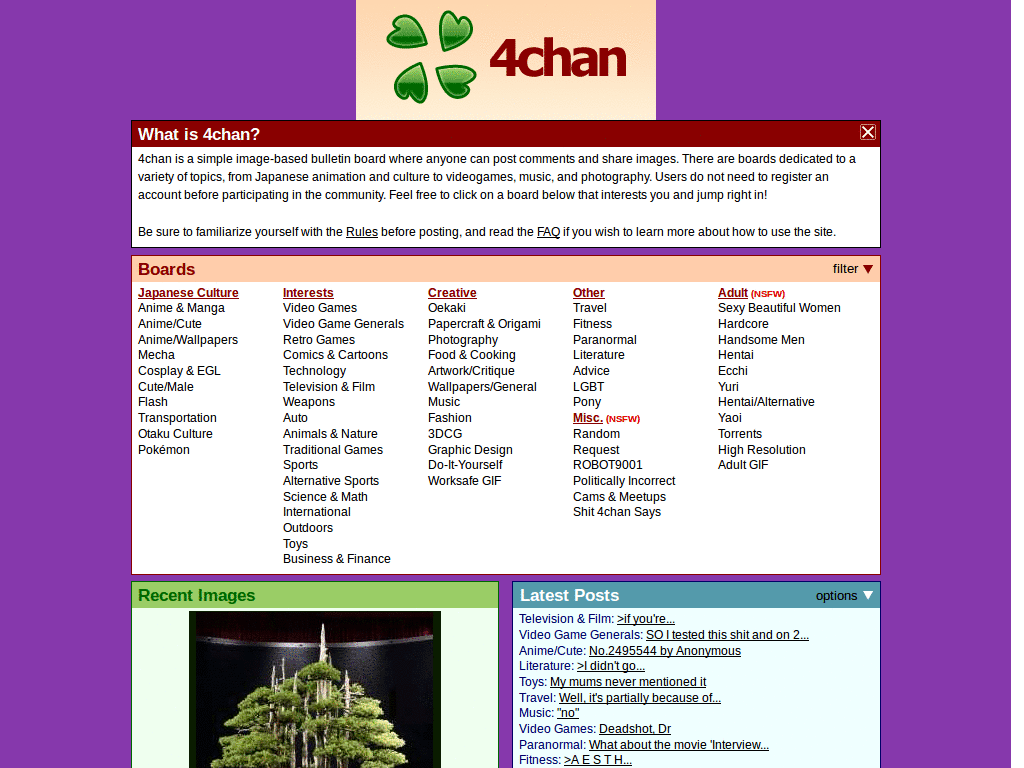 4chan
What is 4chan?
4chan is a simple image-based bulletin board where anyone can post comments and share images. There are boards dedicated to a
variety of topics, from Japanese animation and culture to videogames, music, and photography. Users do not need to register an
account before participating in the community. Feel free to click on a board below that interests you and jump right in!
Be sure to familiarize yourself with the Rules before posting, and read the FAQ if you wish to learn more about how to use the site.
Boards
filter ▼
Japanese Culture
Anime & Manga
Anime/Cute
Anime/Wallpapers
Mecha
Cosplay & EGL
Cute/Male
Flash
Transportation
Otaku Culture
Pokémon
Interests
Video Games
Video Game Generals
Retro Games
Comics & Cartoons
Technology
Television & Film
Weapons
Auto
Animals & Nature
Traditional Games
Sports
Alternative Sports
Science & Math
International
Outdoors
Toys
Business & Finance
Creative
Oekaki
Papercraft & Origami
Photography
Food & Cooking
Artwork/Critique
Wallpapers/General
Music
Fashion
3DCG
Graphic Design
Do-It-Yourself
Worksafe GIF
Other
Travel
Fitness
Paranormal
Literature
Advice
LGBT
Pony
Misc. (NSFW)
Random
Request
ROBOT9001
Politically Incorrect
Cams & Meetups
Shit 4chan Says
Adult (NSFW)
Sexy Beautiful Women
Hardcore
Handsome Men
Hentai
Ecchi
Yuri
Hentai/Alternative
Yaoi
Torrents
High Resolution
Adult GIF
Recent Images
Latest Posts
options ▼
Television & Film: >if you're...
Video Game Generals: SO I tested this shit and on 2...
Anime/Cute: No.2495544 by Anonymous
Literature: >I didn't go...
Toys: My mums never mentioned it
Travel: Well, it's partially because of...
Music: "no"
Video Games: Deadshot, Dr
Paranormal: What about the movie 'Interview...
Fitness: >A E S T H...